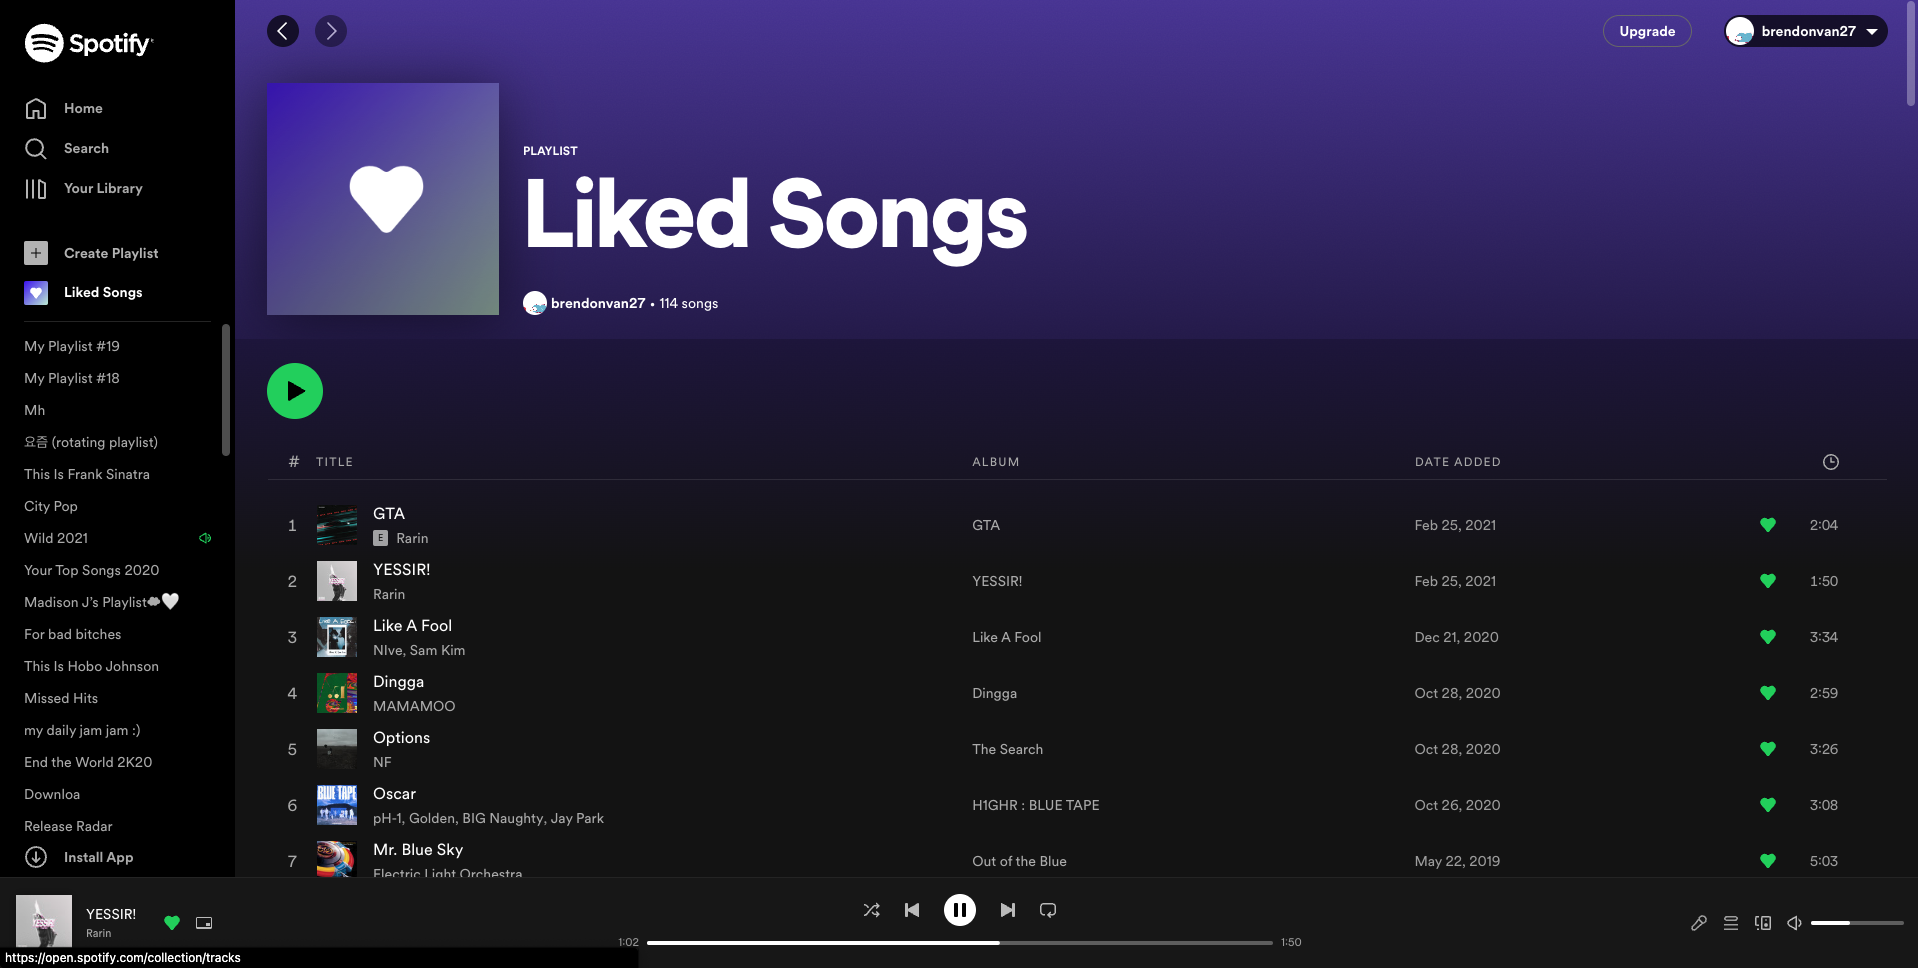 Spotify
Home
Search
Your Library
Create Playlist
Liked Songs
My Playlist #19
My Playlist #18
Mh
요즘 (rotating playlist)
This Is Frank Sinatra
City Pop
Wild 2021
Your Top Songs 2020
Madison J's Playlist☁🤍
For bad bitches
This Is Hobo Johnson
Missed Hits
my daily jam jam :)
End the World 2K20
Downloa
Release Radar
Install App
Upgrade
brendonvan27
PLAYLIST
Liked Songs
brendonvan27 • 114 songs
# TITLE ALBUM DATE ADDED
1 GTA GTA Feb 25, 2021 2:04
E Rarin
2 YESSIR! YESSIR! Feb 25, 2021 1:50
Rarin
3 Like A Fool Like A Fool Dec 21, 2020 3:34
NIve, Sam Kim
4 Dingga Dingga Oct 28, 2020 2:59
MAMAMOO
5 Options The Search Oct 28, 2020 3:26
NF
6 Oscar H1GHR : BLUE TAPE Oct 26, 2020 3:08
BLUE TAPE
pH-1, Golden, BIG Naughty, Jay Park
7 Mr. Blue Sky Out of the Blue May 22, 2019 5:03
Electric Light Orchestra
YESSIR!
Rarin
1:02 1:50
https://open.spotify.com/collection/tracks